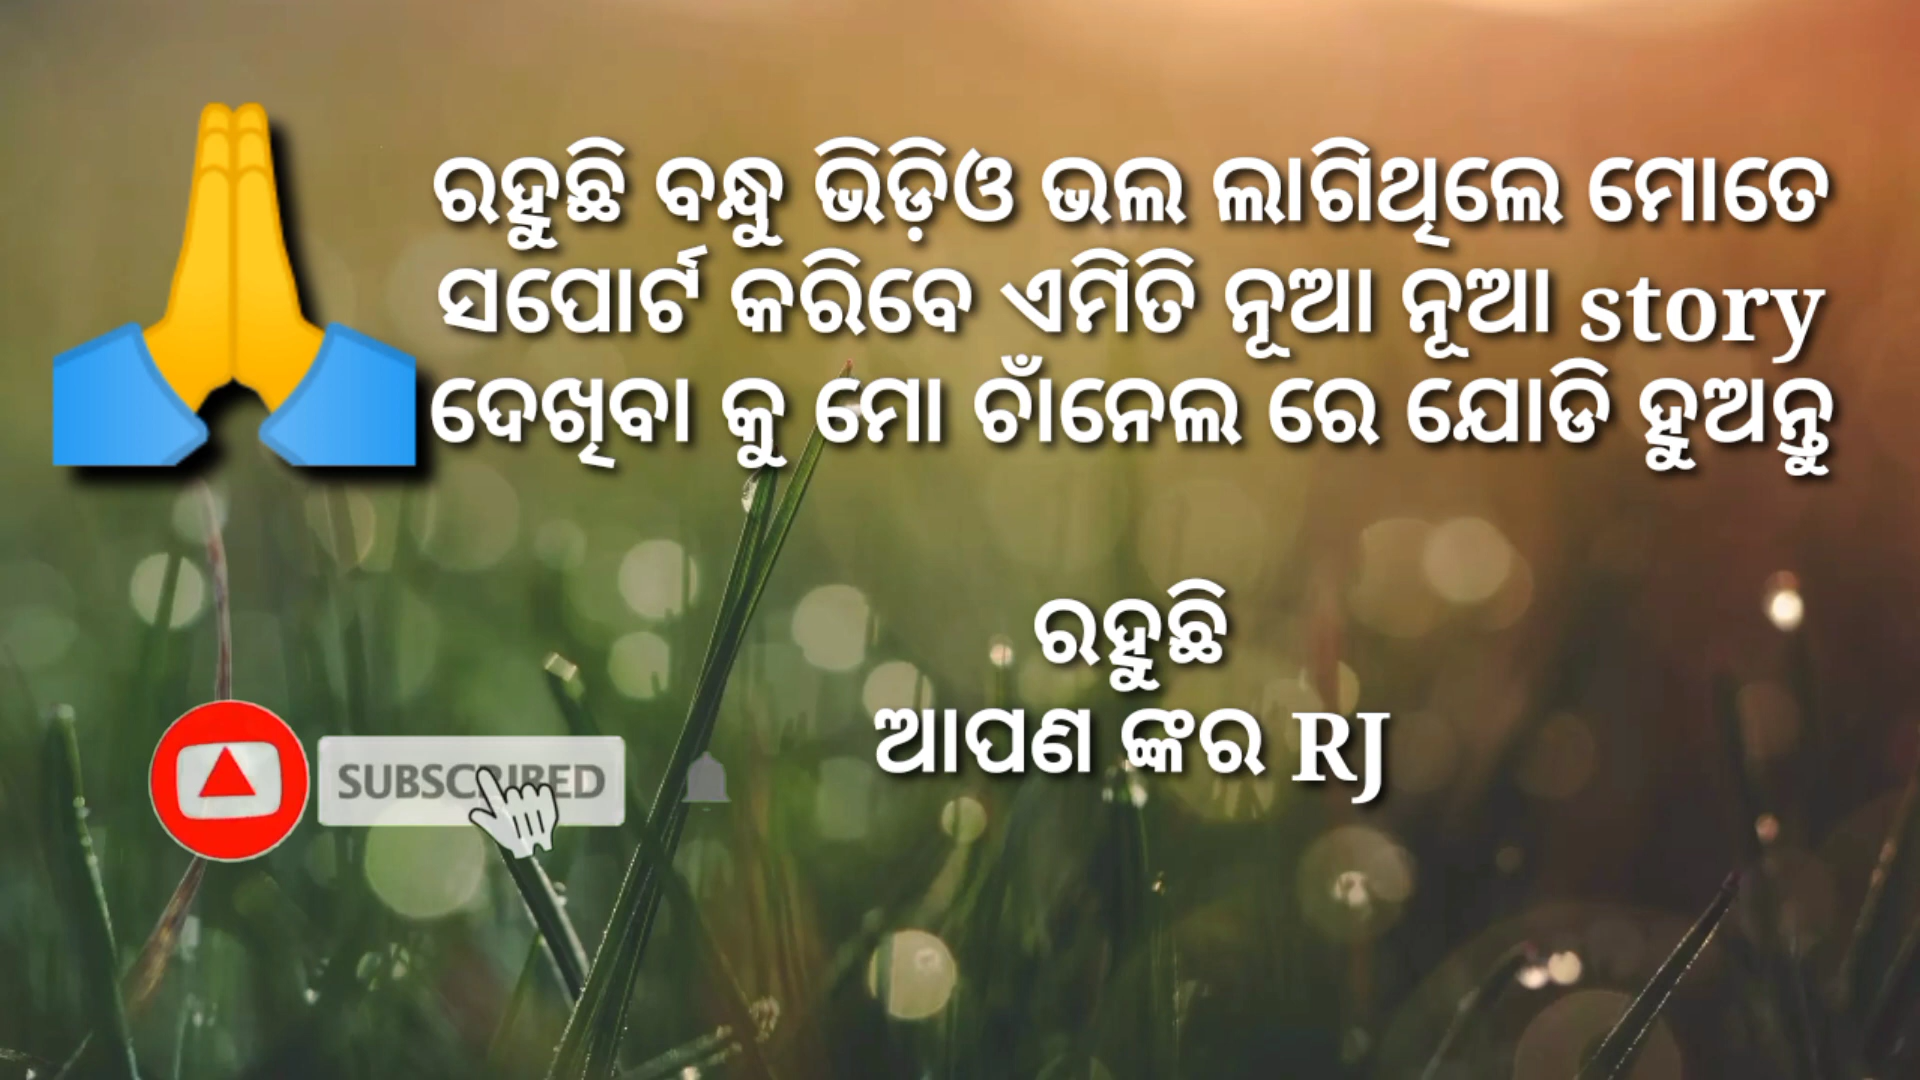 ରହୁଛି ବନ୍ଧୁ ଭିଡ଼ିଓ ଭଲ ଲାଗିଥିଲେ ମୋତେ
ସପୋର୍ଟ କରିବେ ଏମିତି ନୂଆ ନୂଆ story
ଦେଖିବା କୁ ମୋ ଚାଁନେଲ ରେ ଯୋଡି ହୁଅନ୍ତୁ
ରହୁଛି
ଆପଣ ଙ୍କର RJ
SUBSCRIBED